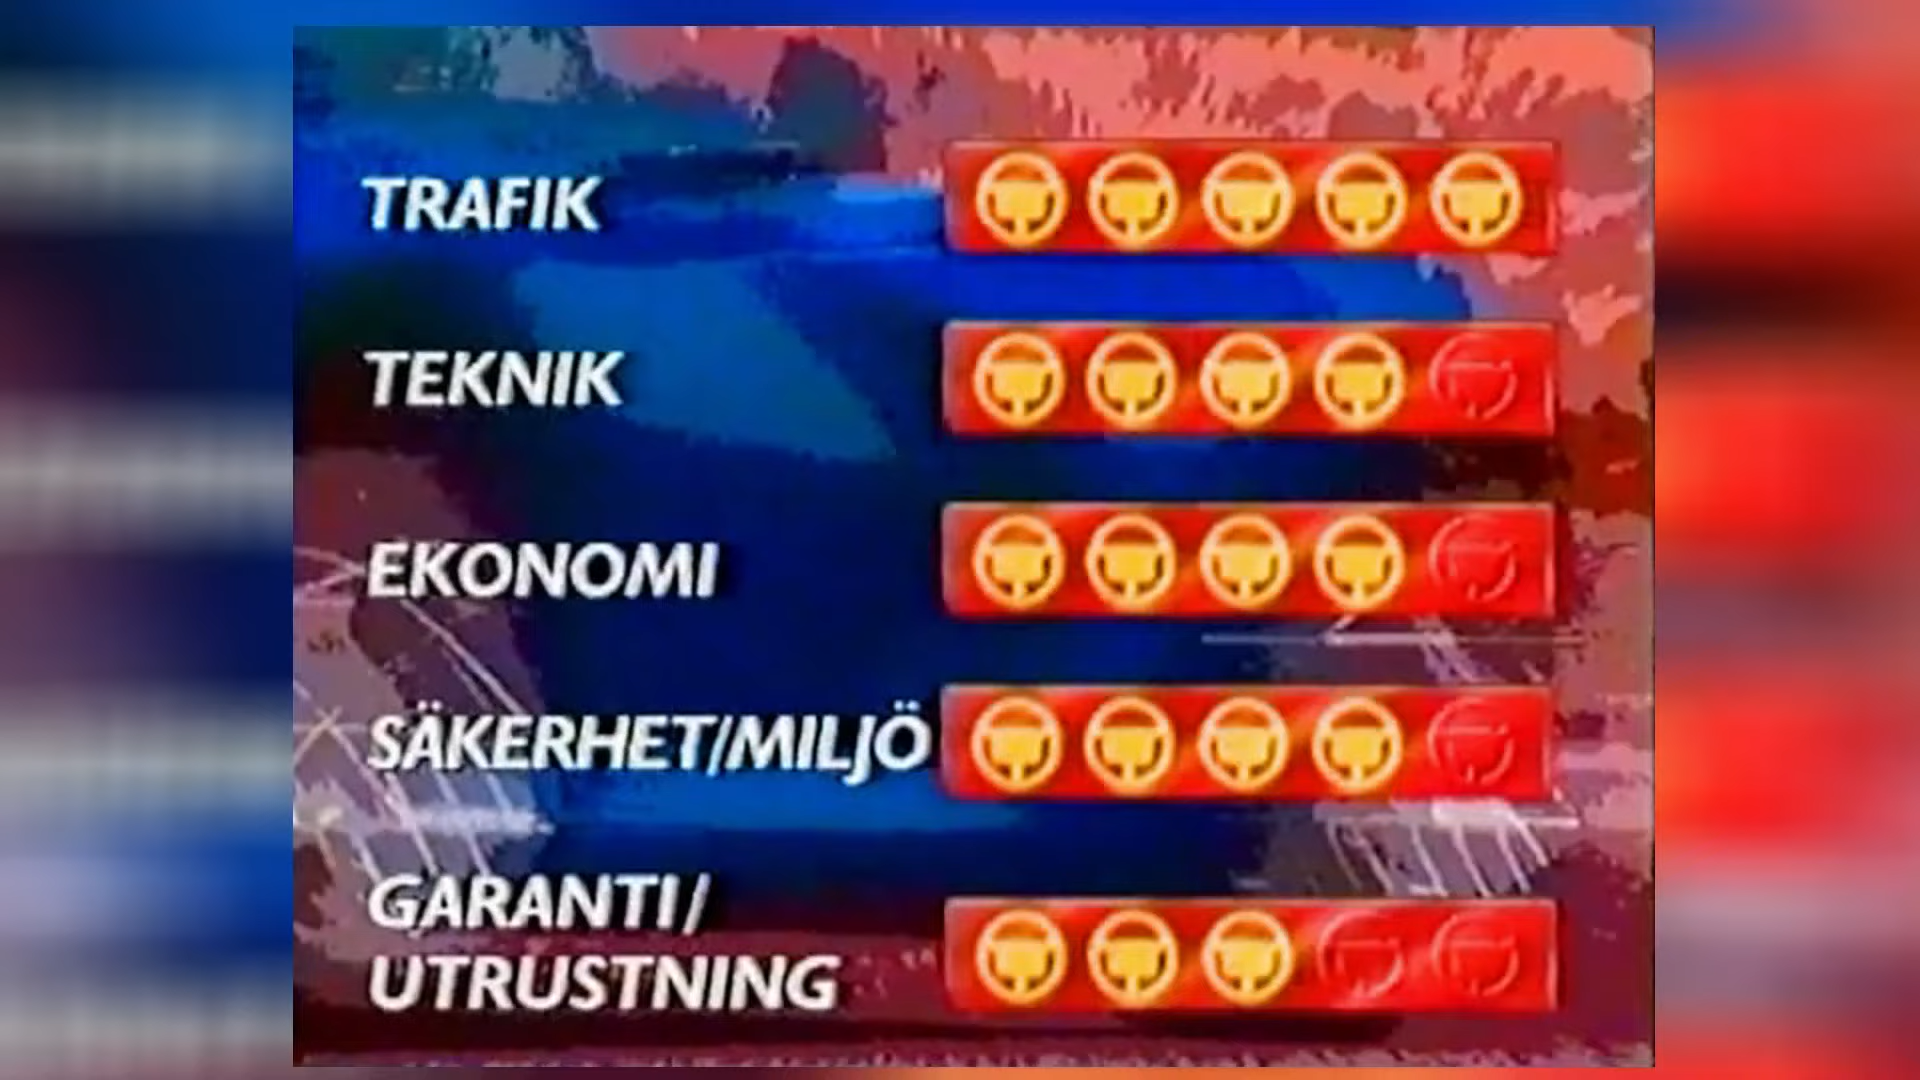 TRAFIK
TEKNIK
EKONOMI
SÄKERHET/MILJÖ
GARANTI/
UTRUSTNING